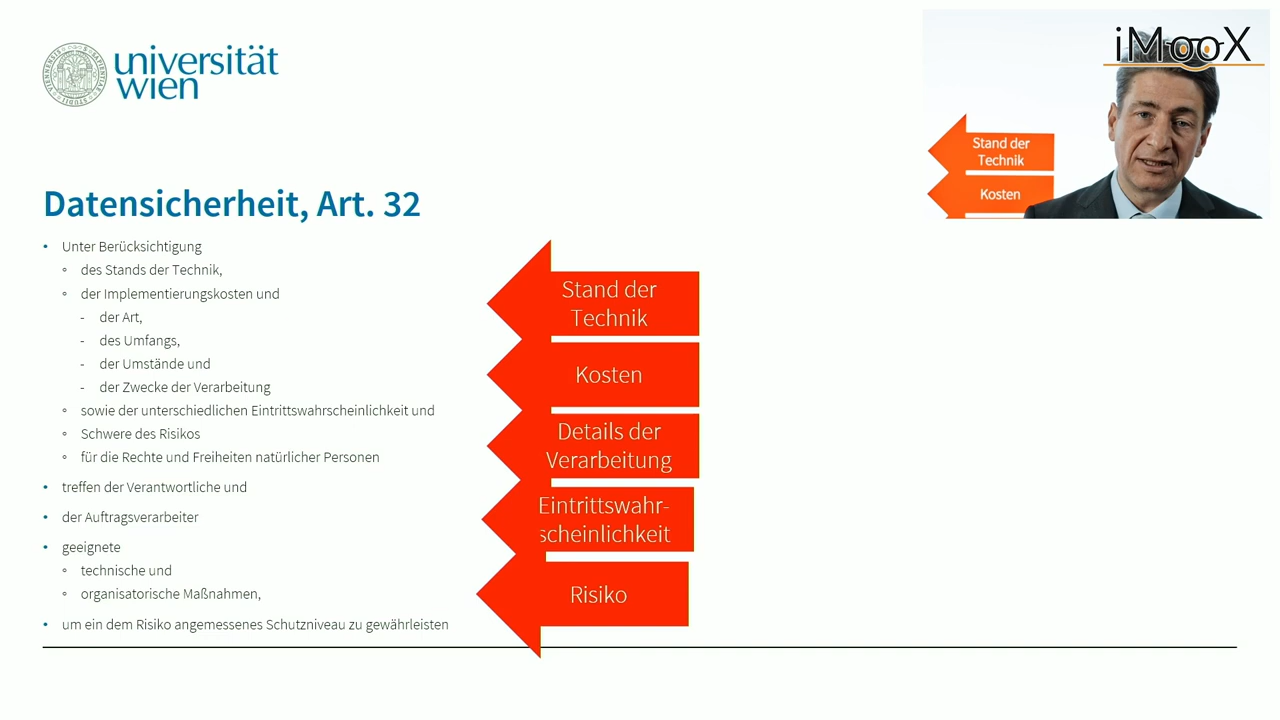 universität
wien
iMooX
Stand der
Technik
Kosten
Datensicherheit, Art. 32
• Unter Berücksichtigung
◦ des Stands der Technik,
◦ der Implementierungskosten und
- der Art,
- des Umfangs,
- der Umstände und
- der Zwecke der Verarbeitung
◦ sowie der unterschiedlichen Eintrittswahrscheinlichkeit und
◦ Schwere des Risikos
◦ für die Rechte und Freiheiten natürlicher Personen
• treffen der Verantwortliche und
• der Auftragsverarbeiter
• geeignete
◦ technische und
◦ organisatorische Maßnahmen,
• um ein dem Risiko angemessenes Schutzniveau zu gewährleisten
Stand der
Technik
Kosten
Details der
Verarbeitung
Eintrittswahr-
scheinlichkeit
Risiko